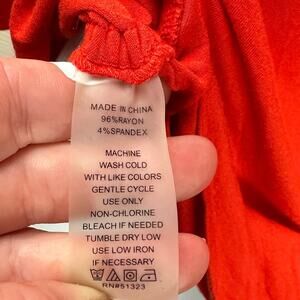 MADE IN CHINA
96%RAYON
4%SPANDEX
MACHINE
WASH COLD
WITH LIKE COLORS
GENTLE CYCLE
USE ONLY
NON-CHLORINE
BLEACH IF NEEDED
TUMBLE DRY LOW
USE LOW IRON
IF NECESSARY
RN#51323